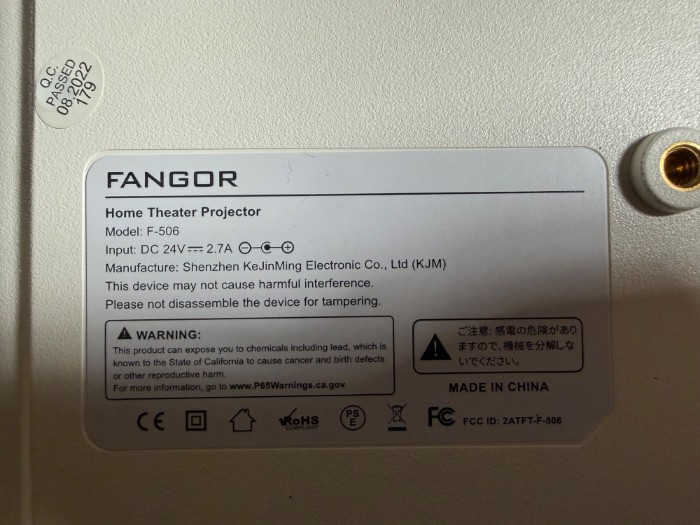 Q.C.
PASSED
08.2022
179
FANGOR
Home Theater Projector
Model: F-506
Input: DC 24V⎓2.7A
Manufacture: Shenzhen KeJinMing Electronic Co., Ltd (KJM)
This device may not cause harmful interference.
Please not disassemble the device for tampering.
WARNING:
This product can expose you to chemicals including lead, which is
known to the State of California to cause cancer and birth defects
or other reproductive harm.
For more information, go to www.P65Warnings.ca.gov
ご注意: 感電の危険があり
ますので、機械を分解しな
いでください。
MADE IN CHINA
CE
RoHS
COMPLIANT
PS
E
FC
FCC ID: 2ATFT-F-506